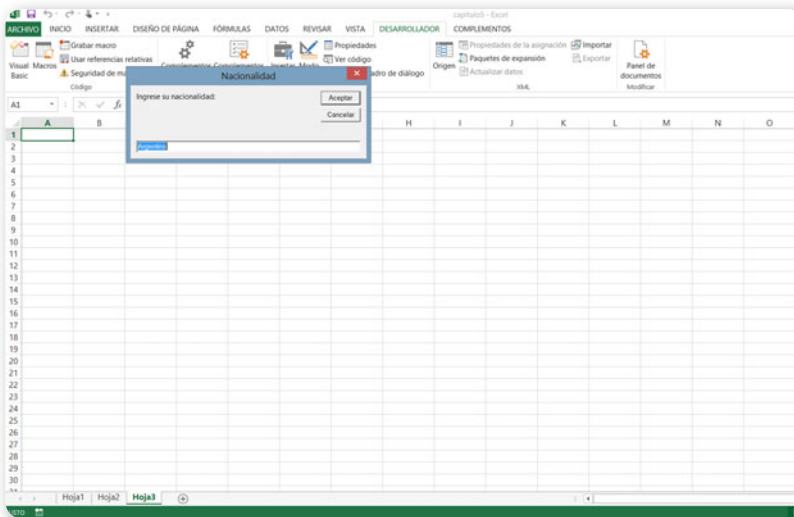 capitulo5 - Excel
ARCHIVO INICIO INSERTAR DISEÑO DE PÁGINA FÓRMULAS DATOS REVISAR VISTA DESARROLLADOR COMPLEMENTOS
Grabar macro Propiedades Propiedades de la asignación Importar
Visual Macros Usar referencias relativas Ver código Origen Paquetes de expansión Exportar Panel de
Basic Seguridad de adro de diálogo Actualizar datos documentos
Código XML Modificar
Nacionalidad
Ingrese su nacionalidad: Aceptar
Cancelar
A1 fx
A B H I J K L M N O
1
2
3
4
5
6
7
8
9
10
11
12
13
14
15
16
17
18
19
20
21
22
23
24
25
26
27
28
29
30
Hoja1 Hoja2 Hoja3